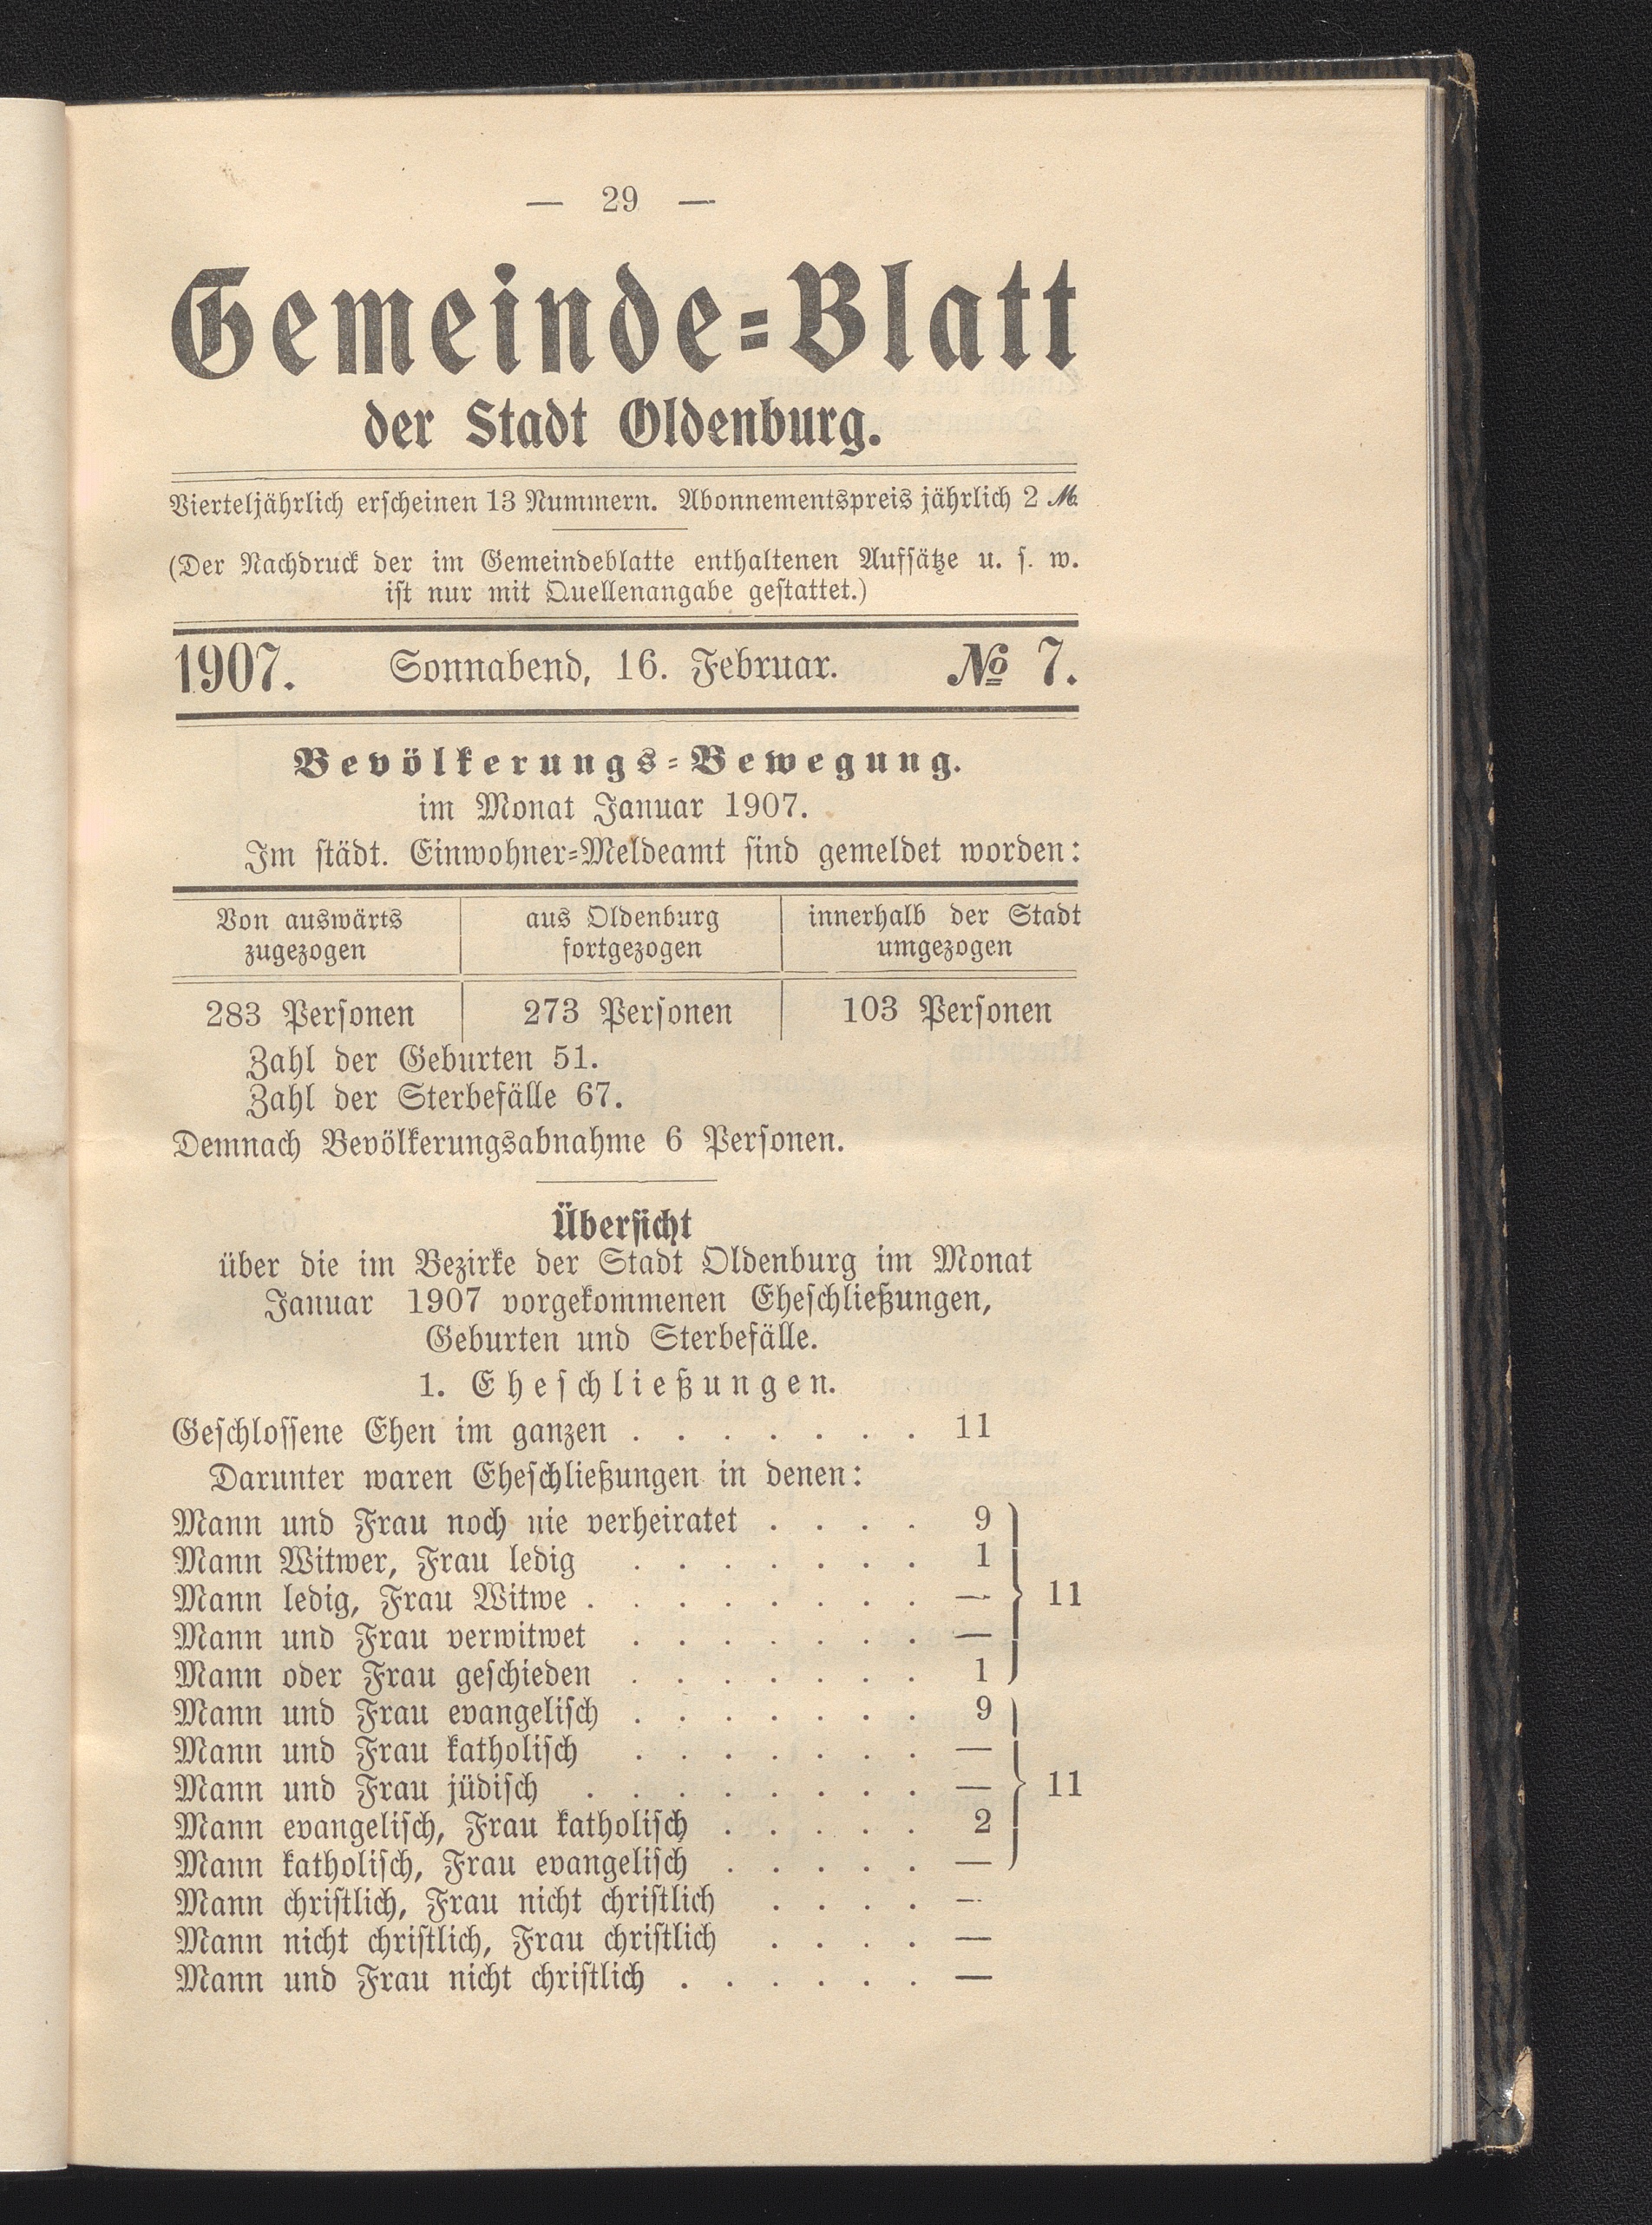 — 29 —
Gemeinde-Blatt
der Stadt Oldenburg.
Vierteljährlich erscheinen 13 Nummern. Abonnementspreis jährlich 2 ℳ.
(Der Nachdruck der im Gemeindeblatte enthaltenen Aufsätze u. s. w.
ist nur mit Quellenangabe gestattet.)
1907. Sonnabend, 16. Februar. № 7.
Bevölkerungs-Bewegung.
im Monat Januar 1907.
Im städt. Einwohner-Meldeamt sind gemeldet worden:
Von auswärts aus Oldenburg innerhalb der Stadt
zugezogen fortgezogen umgezogen
283 Personen 273 Personen 103 Personen
Zahl der Geburten 51.
Zahl der Sterbefälle 67.
Demnach Bevölkerungsabnahme 6 Personen.
Übersicht
über die im Bezirke der Stadt Oldenburg im Monat
Januar 1907 vorgekommenen Eheschließungen,
Geburten und Sterbefälle.
1. Eheschließungen.
Geschlossene Ehen im ganzen . . . . . . . 11
Darunter waren Eheschließungen in denen:
Mann und Frau noch nie verheiratet . . . . 9
Mann Witwer, Frau ledig . . . . . . . 1
Mann ledig, Frau Witwe . . . . . . . . — 11
Mann und Frau verwitwet . . . . . . . —
Mann oder Frau geschieden . . . . . . . 1
Mann und Frau evangelisch . . . . . . . 9
Mann und Frau katholisch . . . . . . . —
Mann und Frau jüdisch . . . . . . . . — 11
Mann evangelisch, Frau katholisch . . . . . 2
Mann katholisch, Frau evangelisch . . . . . —
Mann christlich, Frau nicht christlich . . . . —
Mann nicht christlich, Frau christlich . . . . —
Mann und Frau nicht christlich . . . . . . —